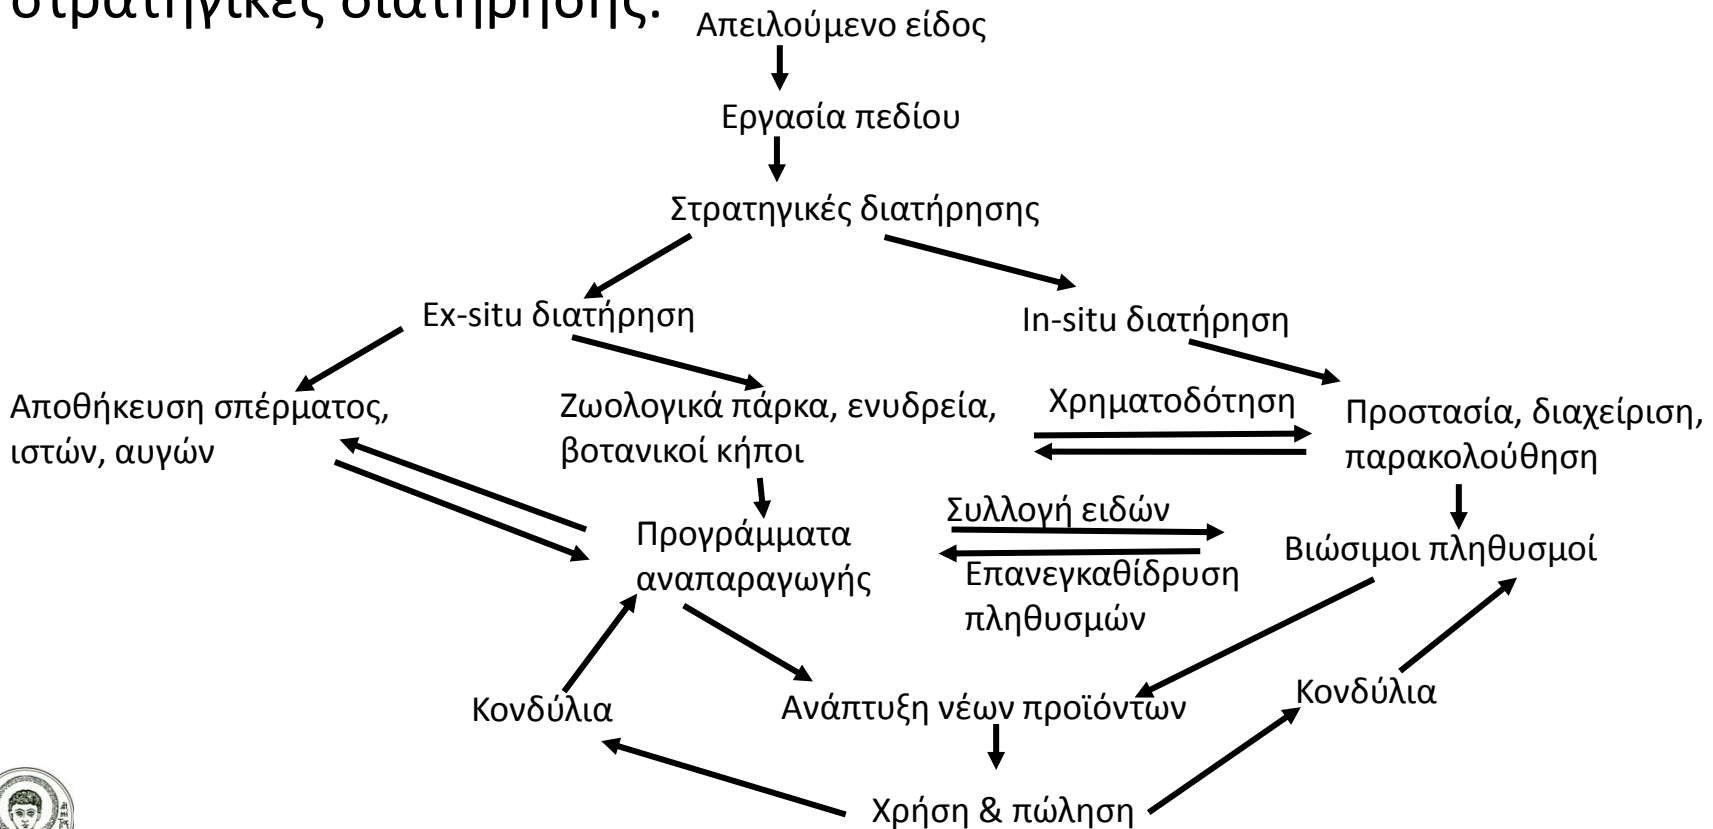 στρατηγικές διατήρησης.
Απειλούμενο είδος
Εργασία πεδίου
Στρατηγικές διατήρησης
Ex-situ διατήρηση
In-situ διατήρηση
Αποθήκευση σπέρματος,
ιστών, αυγών
Ζωολογικά πάρκα, ενυδρεία,
βοτανικοί κήποι
Χρηματοδότηση
Προστασία, διαχείριση,
παρακολούθηση
Προγράμματα
αναπαραγωγής
Συλλογή ειδών
Επανεγκαθίδρυση
πληθυσμών
Βιώσιμοι πληθυσμοί
Κονδύλια
Ανάπτυξη νέων προϊόντων
Κονδύλια
Χρήση & πώληση